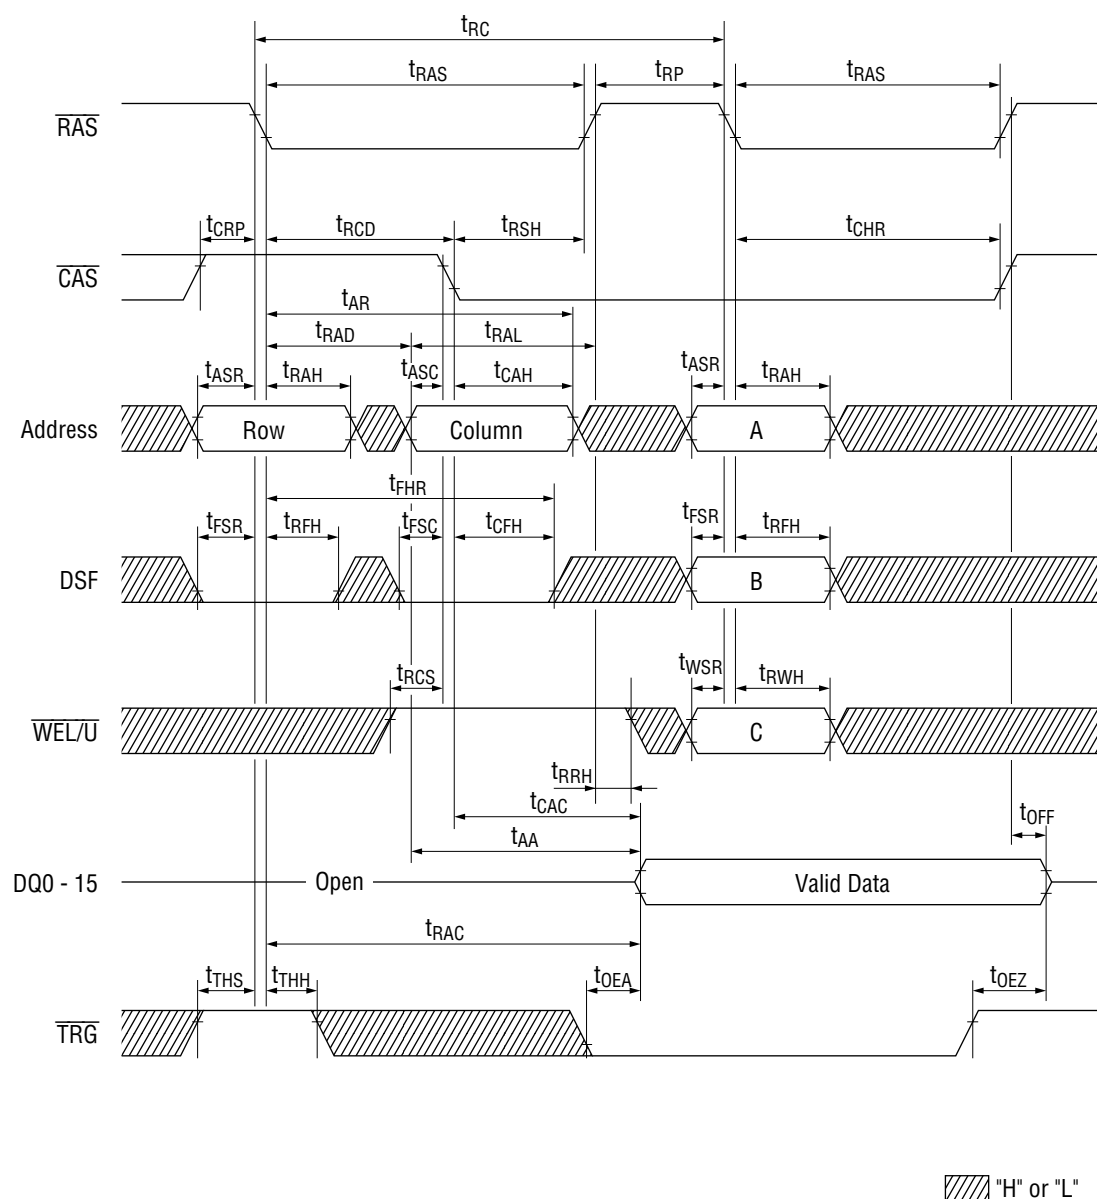 tRC
tRAS tRP tRAS
RAS
tCRP tRCD tRSH tCHR
CAS
tAR
tRAD tRAL
tASR tRAH tASC tCAH tASR tRAH
Address Row Column A
tFHR
tFSR tRFH tFSC tCFH tFSR tRFH
DSF B
tRCS tWSR tRWH
WEL/U C
tRRH
tCAC tOFF
tAA
DQ0 - 15 Open Valid Data
tRAC
tTHS tTHH tOEA tOEZ
TRG
"H" or "L"